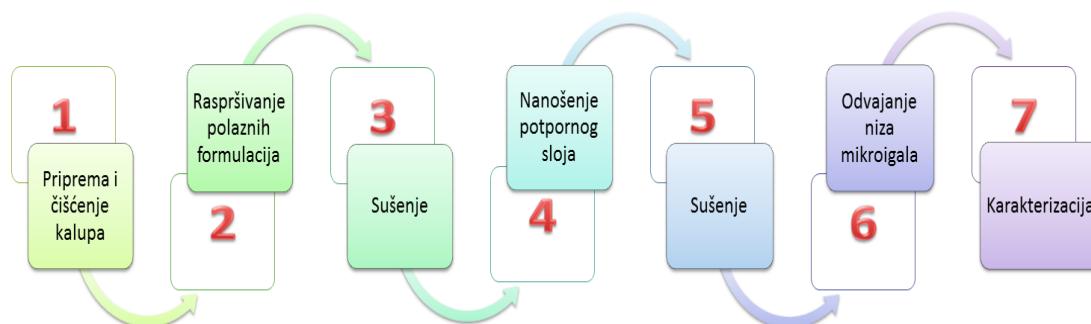 1
Priprema i
čišćenje
kalupa
Raspršivanje
polaznih
formulacija
2
3
Sušenje
Nanošenje
potpornog
sloja
4
5
Sušenje
Odvajanje
niza
mikroigala
6
7
Karakterizacija